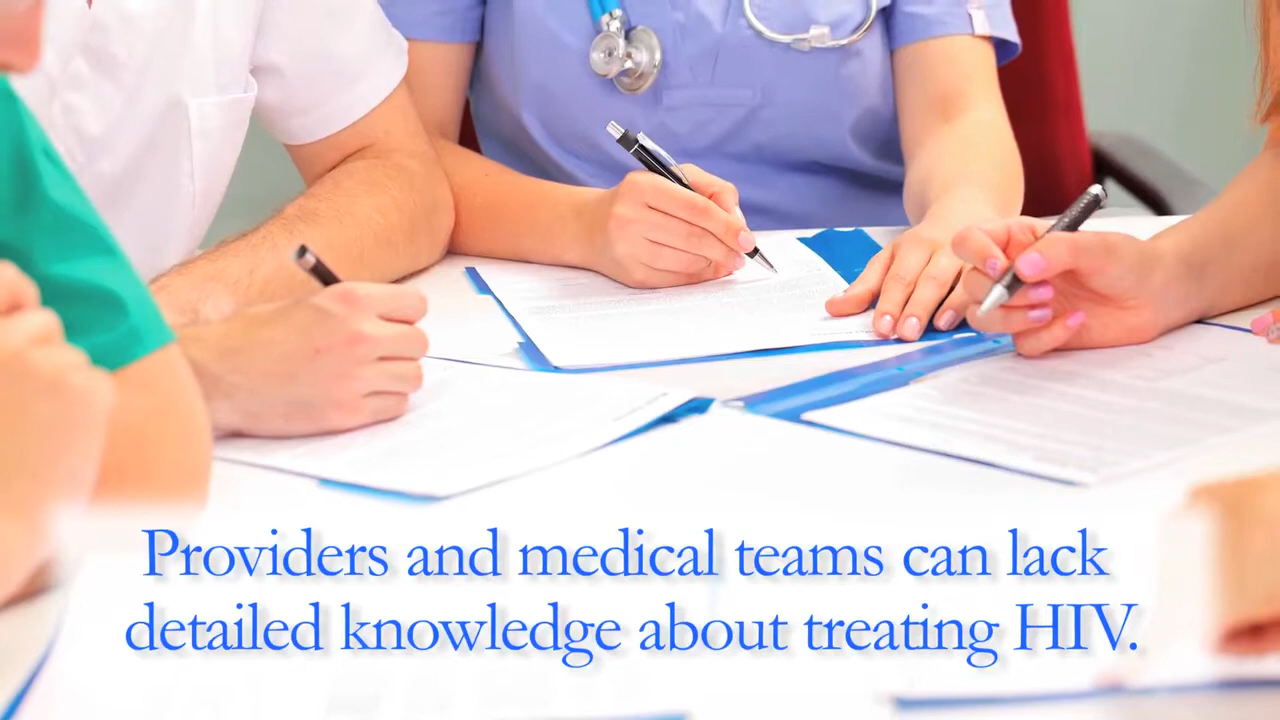 Providers and medical teams can lack
detailed knowledge about treating HIV.